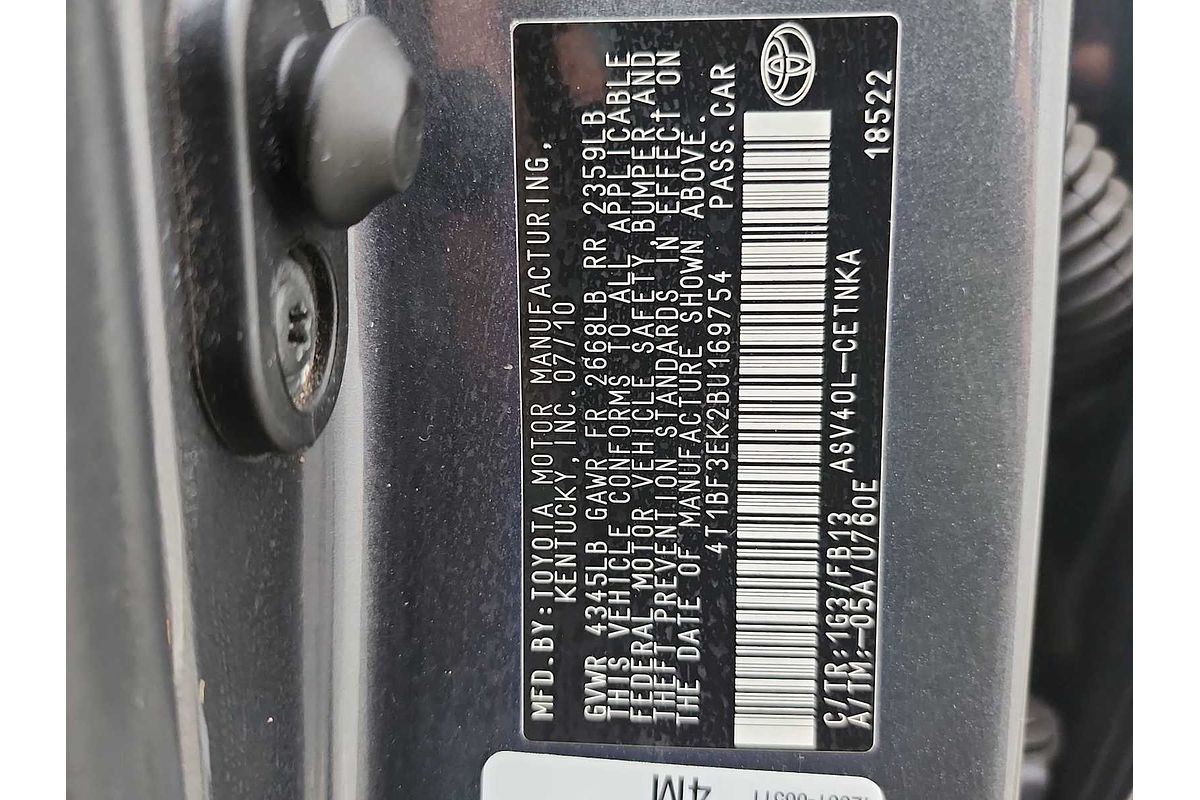 MFD.BY:TOYOTA MOTOR MANUFACTURING,
KENTUCKY, INC.07/10
GVWR 4345LB GAWR FR 2668LB RR 2359LB
THIS VEHICLE CONFORMS TO ALL APPLICABLE
FEDERAL MOTOR VEHICLE SAFETY, BUMPER,AND
THEFT PREVENTION STANDARDS IN EFFECT ON
THE DATE OF MANUFACTURE SHOWN ABOVE.
4T1BF3EK2BU169754 PASS.CAR
C/TR:1G3/FB13 ASV40L-CETNKA
A/TM:-05A/U760E 18522
4M